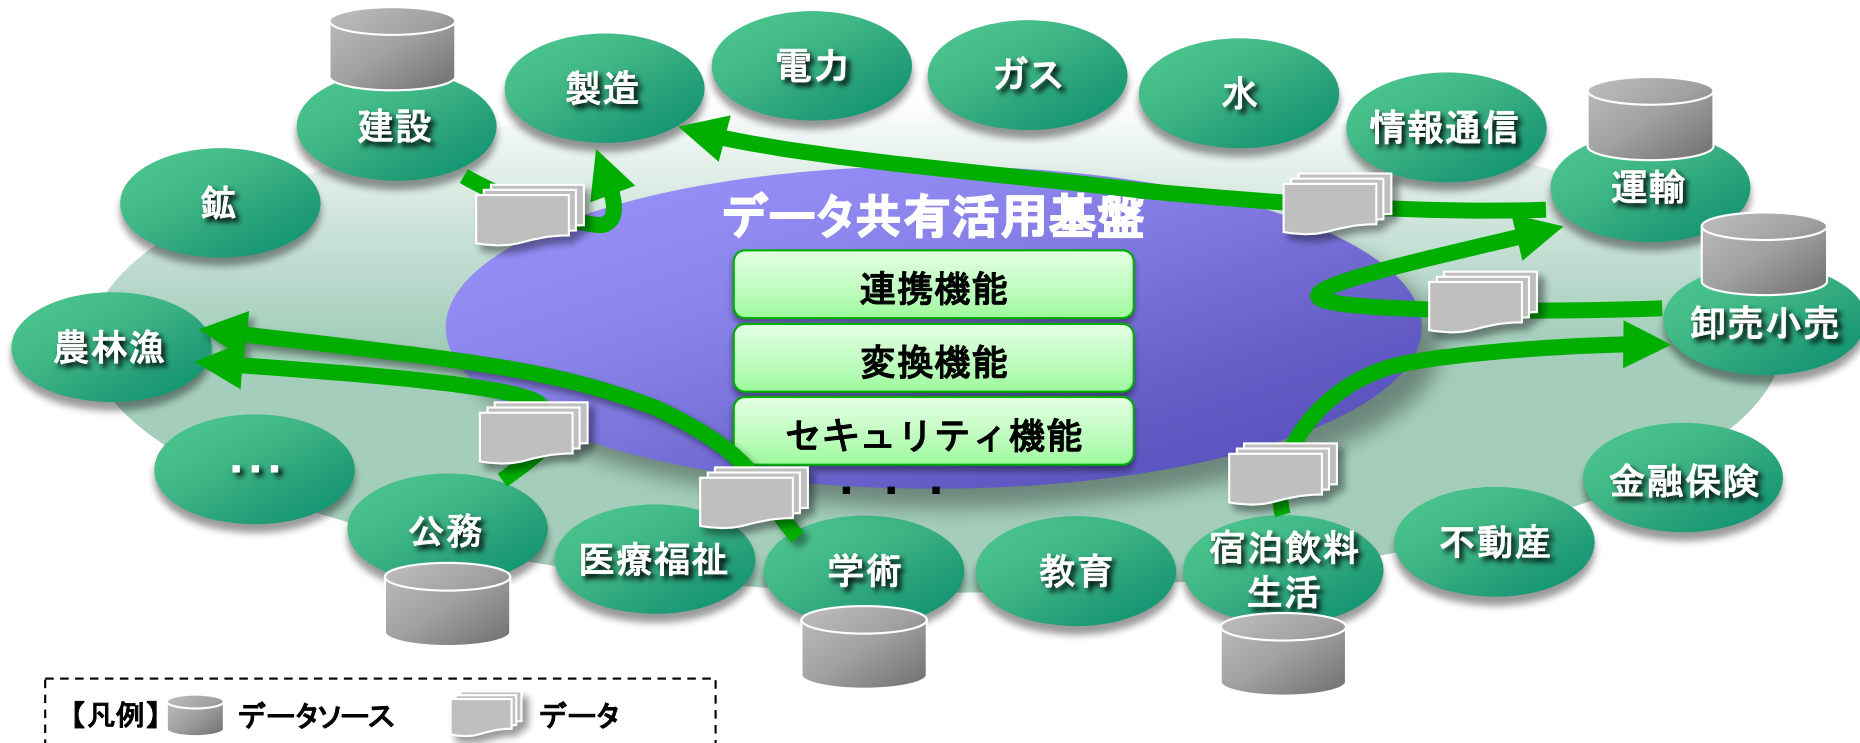 電力
ガス
製造
水
建設
情報通信
運輸
鉱
データ共有活用基盤
連携機能
卸売小売
農林漁
変換機能
セキュリティ機能
・・・
・・・
金融保険
公務
不動産
医療福祉
学術
教育
宿泊飲料
生活
【凡例】 データソース データ